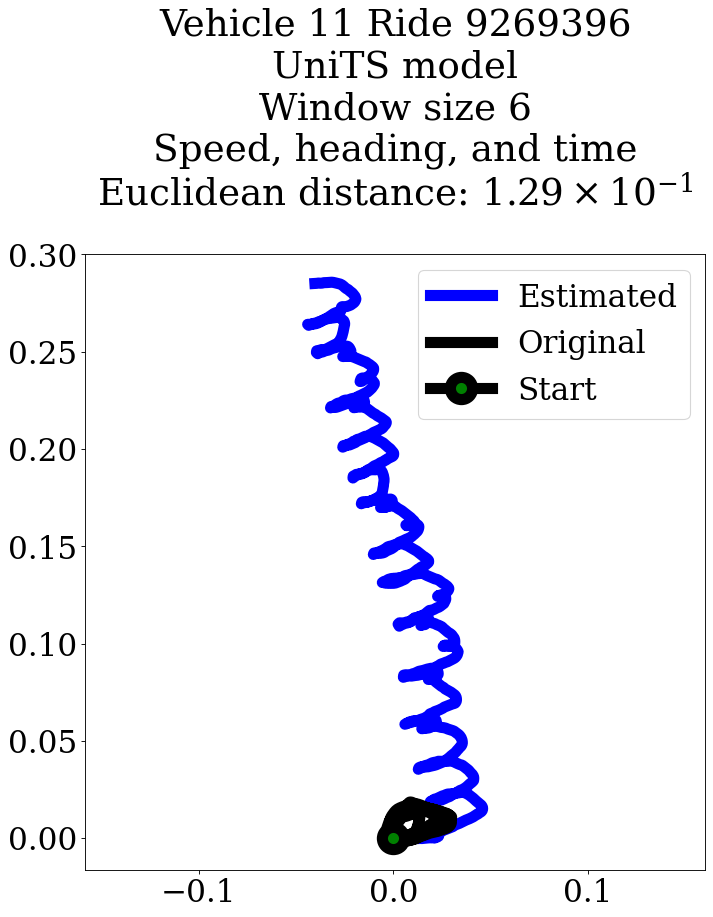 Vehicle 11 Ride 9269396
UniTS model
Window size 6
Speed, heading, and time
Euclidean distance: 1.29 × 10⁻¹
0.30
0.25
0.20
0.15
0.10
0.05
0.00
−0.1 0.0 0.1
Estimated
Original
Start